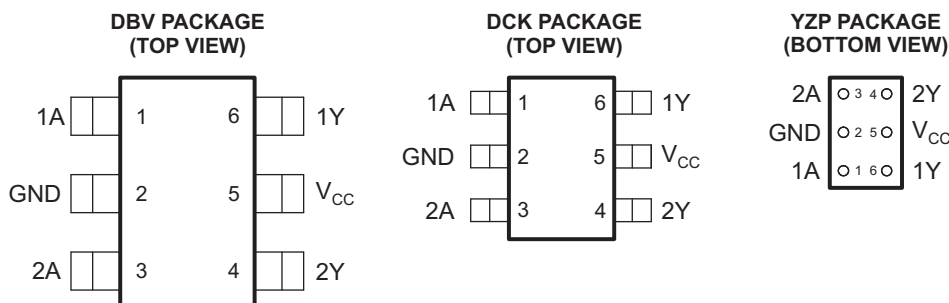 DBV PACKAGE
(TOP VIEW)
1A 1 6 1Y
GND 2 5 VCC
2A 3 4 2Y
DCK PACKAGE
(TOP VIEW)
1A 1 6 1Y
GND 2 5 VCC
2A 3 4 2Y
YZP PACKAGE
(BOTTOM VIEW)
2A 3 4 2Y
GND 2 5 VCC
1A 1 6 1Y